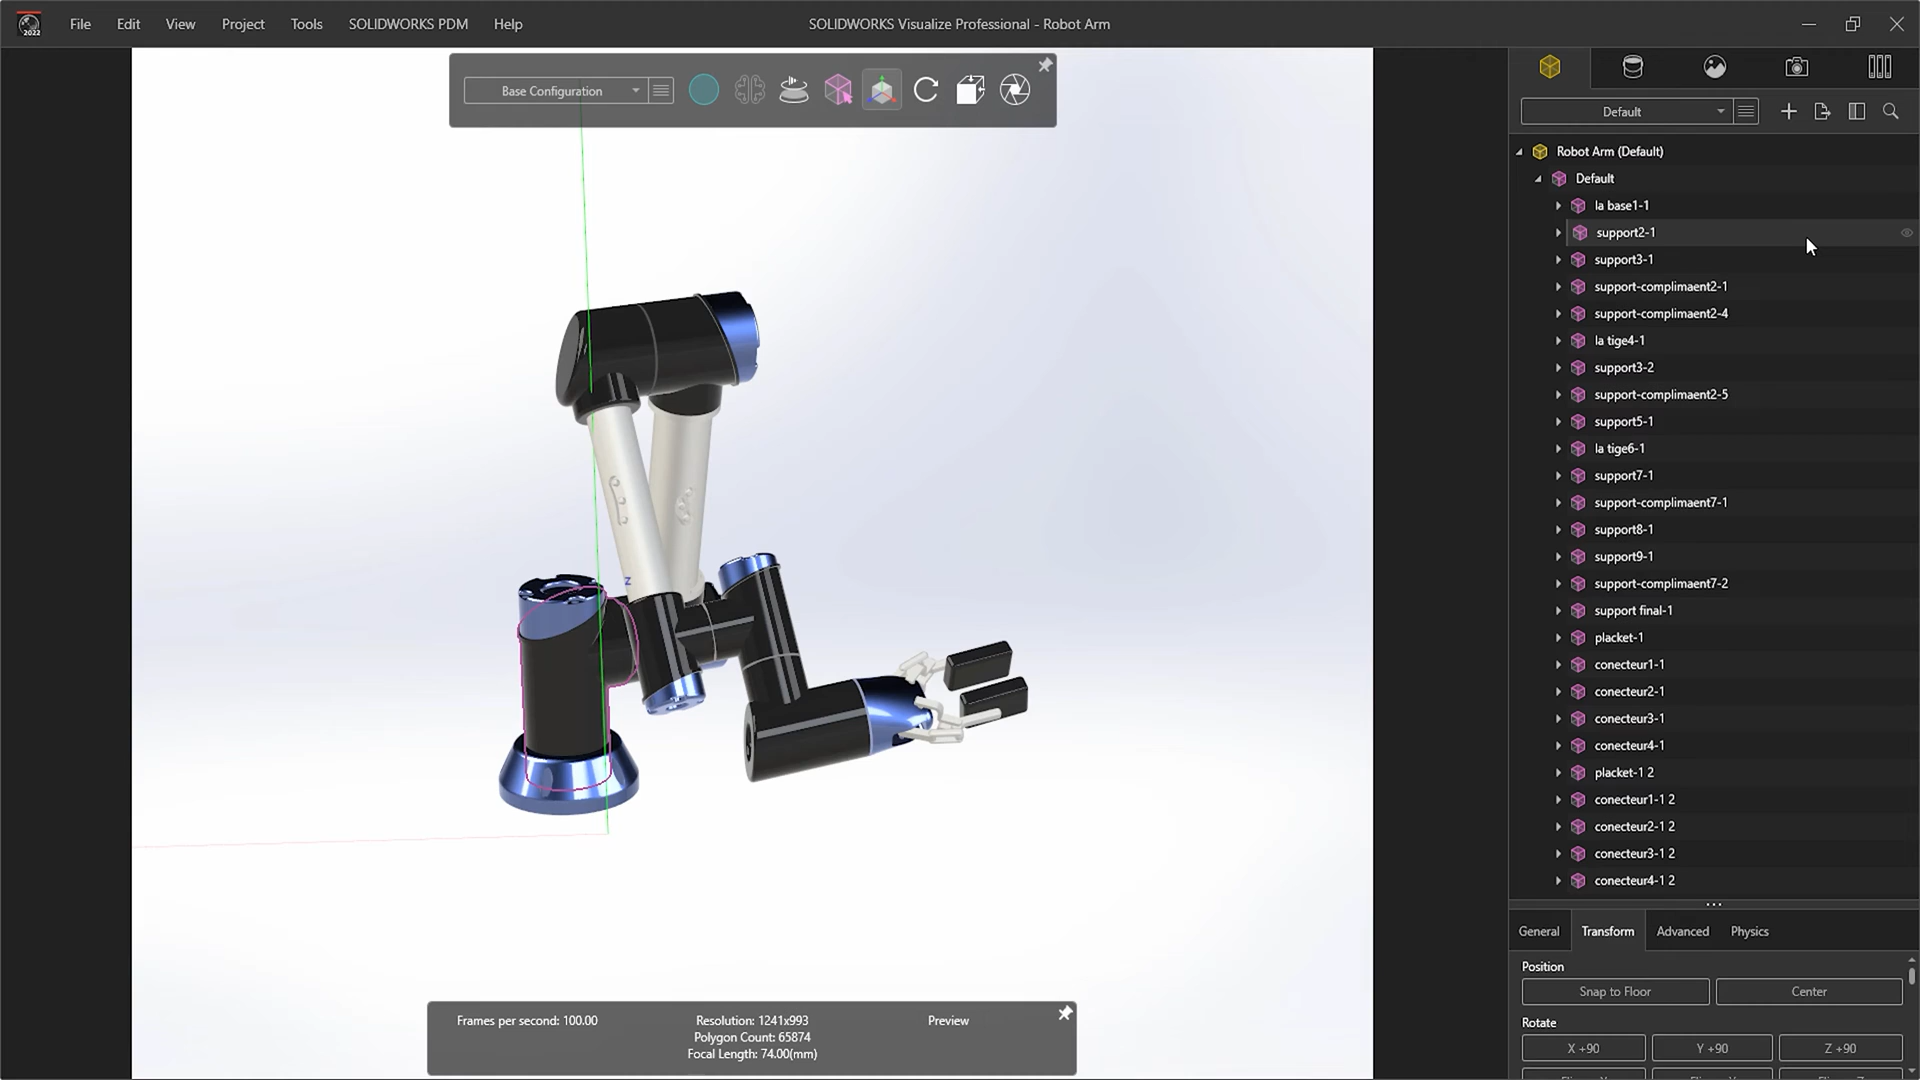 2022
File Edit View Project Tools SOLIDWORKS PDM Help
SOLIDWORKS Visualize Professional - Robot Arm
Base Configuration
Default
Robot Arm (Default)
Default
la base1-1
support2-1
support3-1
support-complimaent2-1
support-complimaent2-4
la tige4-1
support3-2
support-complimaent2-5
support5-1
la tige6-1
support7-1
support-complimaent7-1
support8-1
support9-1
support-complimaent7-2
support final-1
placket-1
conecteur1-1
conecteur2-1
conecteur3-1
conecteur4-1
placket-1 2
conecteur1-1 2
conecteur2-1 2
conecteur3-1 2
conecteur4-1 2
Z
General Transform Advanced Physics
Position
Snap to Floor Center
Rotate
X +90 Y +90 Z +90
Frames per second: 100.00
Resolution: 1241x993
Polygon Count: 65874
Focal Length: 74.00(mm)
Preview